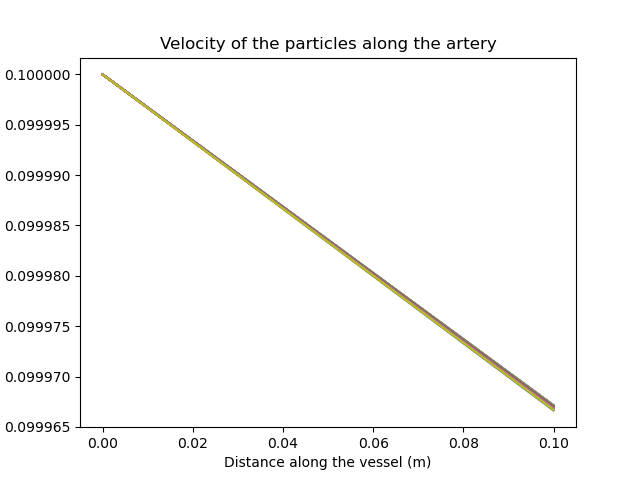 Velocity of the particles along the artery
0.100000
0.099995
0.099990
0.099985
0.099980
0.099975
0.099970
0.099965
0.00 0.02 0.04 0.06 0.08 0.10
Distance along the vessel (m)